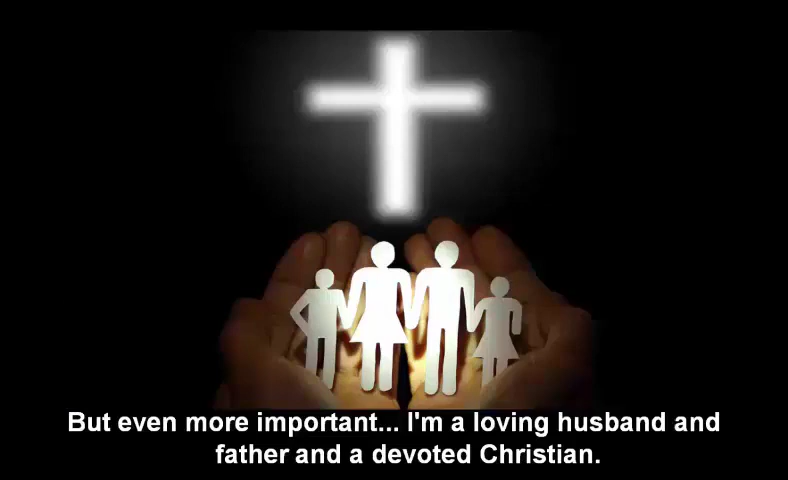 But even more important... I'm a loving husband and
father and a devoted Christian.